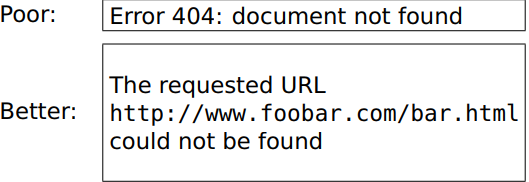 Poor: Error 404: document not found
The requested URL
Better: http://www.foobar.com/bar.html
could not be found